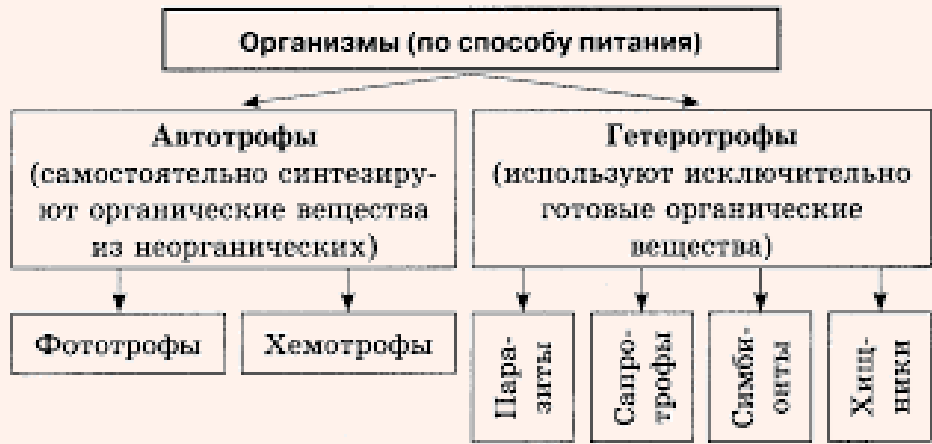 Организмы (по способу питания)
Автотрофы
(самостоятельно синтезиру-
ют органические вещества
из неорганических)
Гетеротрофы
(используют исключительно
готовые органические
вещества)
Фототрофы
Хемотрофы
Пара-
зиты
Сапро-
трофы
Симби-
онты
Хищ-
ники